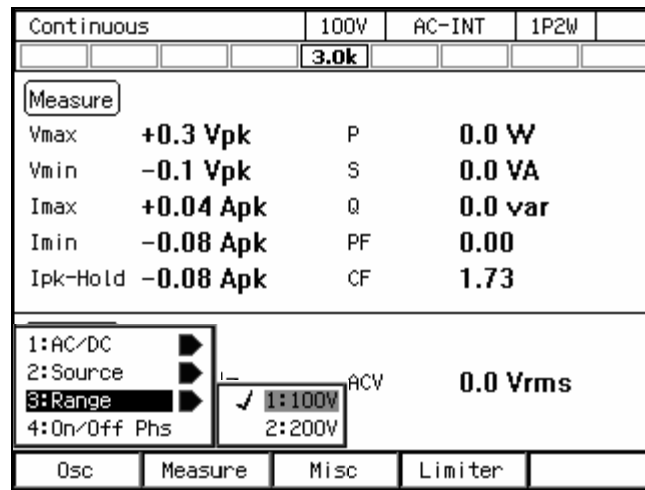 Continuous 100V AC-INT 1P2W
3.0k
Measure
Vmax +0.3 Vpk P 0.0 W
Vmin -0.1 Vpk S 0.0 VA
Imax +0.04 Apk Q 0.0 var
Imin -0.08 Apk PF 0.00
Ipk-Hold -0.08 Apk CF 1.73
1:AC/DC
2:Source ACV 0.0 Vrms
3:Range 1:100V
4:On/Off Phs 2:200V
Osc Measure Misc Limiter